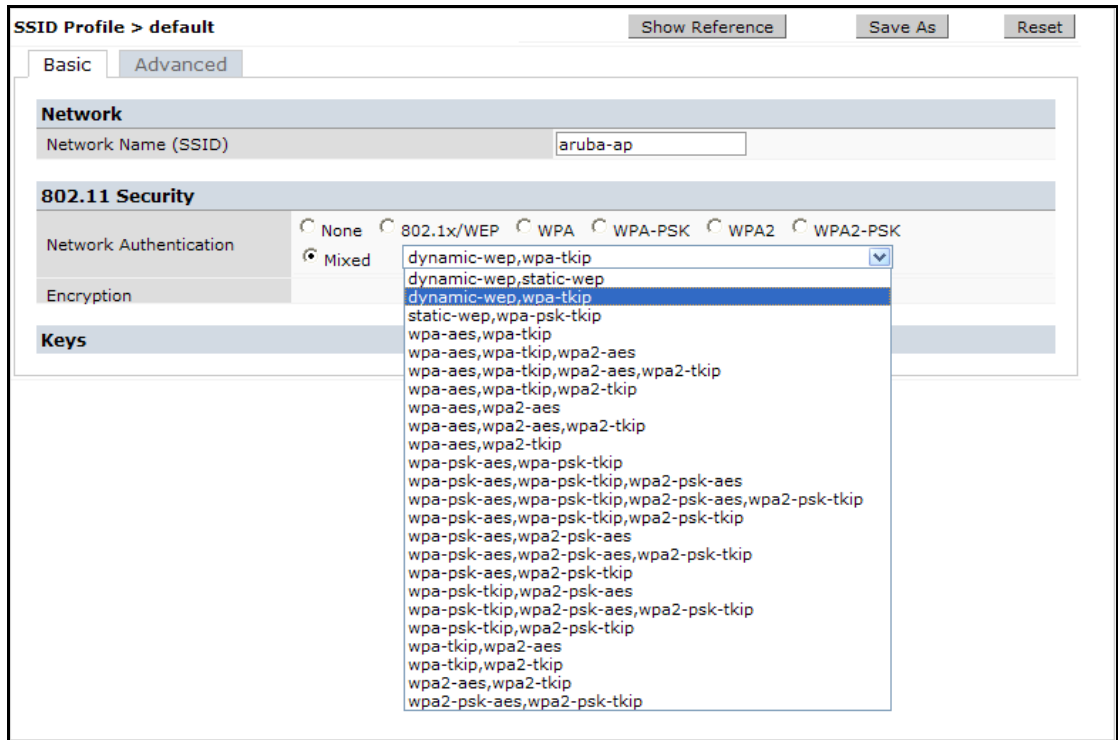 SSID Profile > default Show Reference Save As Reset
Basic Advanced
Network
Network Name (SSID) aruba-ap
802.11 Security
Network Authentication
None 802.1x/WEP WPA WPA-PSK WPA2 WPA2-PSK
Mixed dynamic-wep,wpa-tkip
Encryption
Keys
dynamic-wep,static-wep
dynamic-wep,wpa-tkip
static-wep,wpa-psk-tkip
wpa-aes,wpa-tkip
wpa-aes,wpa-tkip,wpa2-aes
wpa-aes,wpa-tkip,wpa2-aes,wpa2-tkip
wpa-aes,wpa-tkip,wpa2-tkip
wpa-aes,wpa2-aes
wpa-aes,wpa2-aes,wpa2-tkip
wpa-aes,wpa2-tkip
wpa-psk-aes,wpa-psk-tkip
wpa-psk-aes,wpa-psk-tkip,wpa2-psk-aes
wpa-psk-aes,wpa-psk-tkip,wpa2-psk-aes,wpa2-psk-tkip
wpa-psk-aes,wpa-psk-tkip,wpa2-psk-tkip
wpa-psk-aes,wpa2-psk-aes
wpa-psk-aes,wpa2-psk-aes,wpa2-psk-tkip
wpa-psk-aes,wpa2-psk-tkip
wpa-psk-tkip,wpa2-psk-aes
wpa-psk-tkip,wpa2-psk-aes,wpa2-psk-tkip
wpa-psk-tkip,wpa2-psk-tkip
wpa-tkip,wpa2-aes
wpa-tkip,wpa2-tkip
wpa2-aes,wpa2-tkip
wpa2-psk-aes,wpa2-psk-tkip